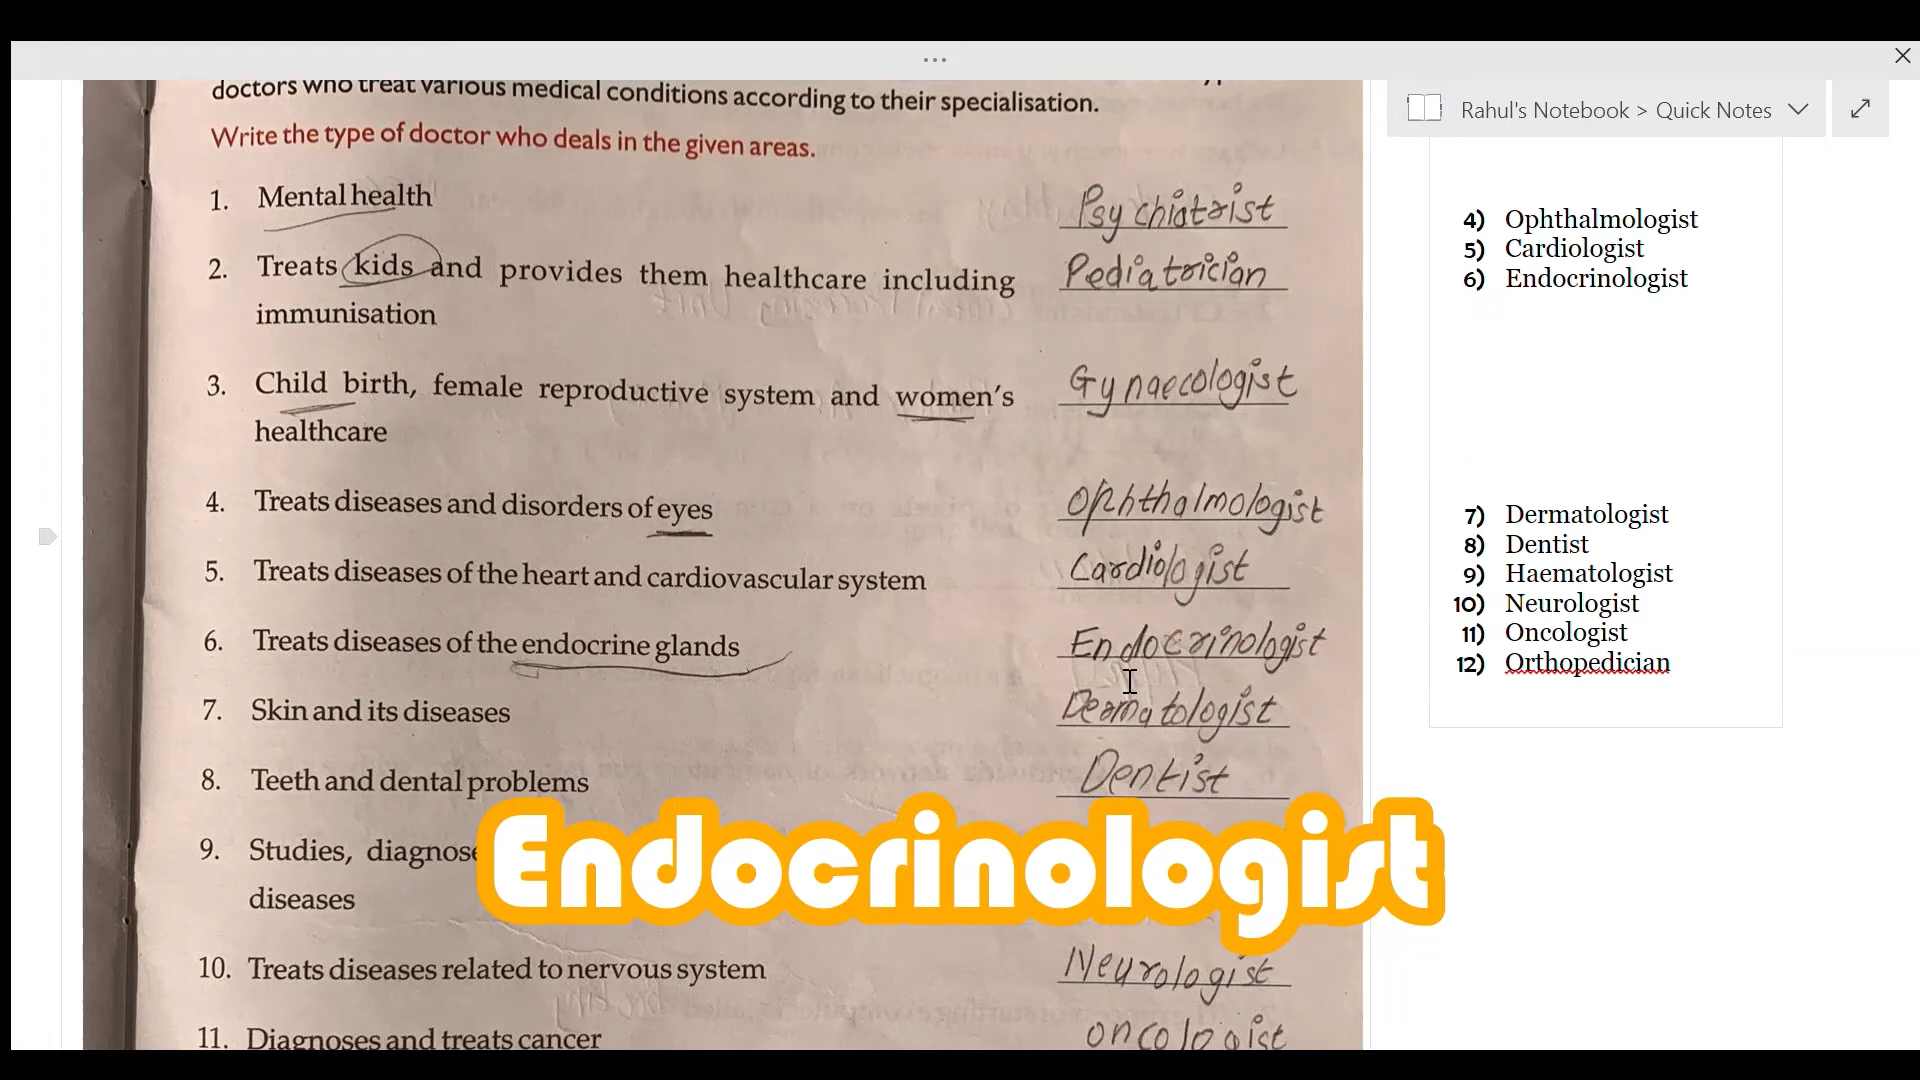 doctors who treat various medical conditions according to their specialisation.
Write the type of doctor who deals in the given areas.
1. Mental health Psychiatrist
2. Treats kids and provides them healthcare including Pediatrician
immunisation
3. Child birth, female reproductive system and women's Gynaecologist
healthcare
4. Treats diseases and disorders of eyes Ophthalmologist
5. Treats diseases of the heart and cardiovascular system Cardiologist
6. Treats diseases of the endocrine glands Endocrinologist
7. Skin and its diseases Dermatologist
8. Teeth and dental problems Dentist
9. Studies,
diseases
10. Treats diseases related to nervous system Neurologist
11. Diagnoses and treats cancer oncologist
Endocrinologist
Rahul's Notebook > Quick Notes
4) Ophthalmologist
5) Cardiologist
6) Endocrinologist
7) Dermatologist
8) Dentist
9) Haematologist
10) Neurologist
11) Oncologist
12) Orthopedician